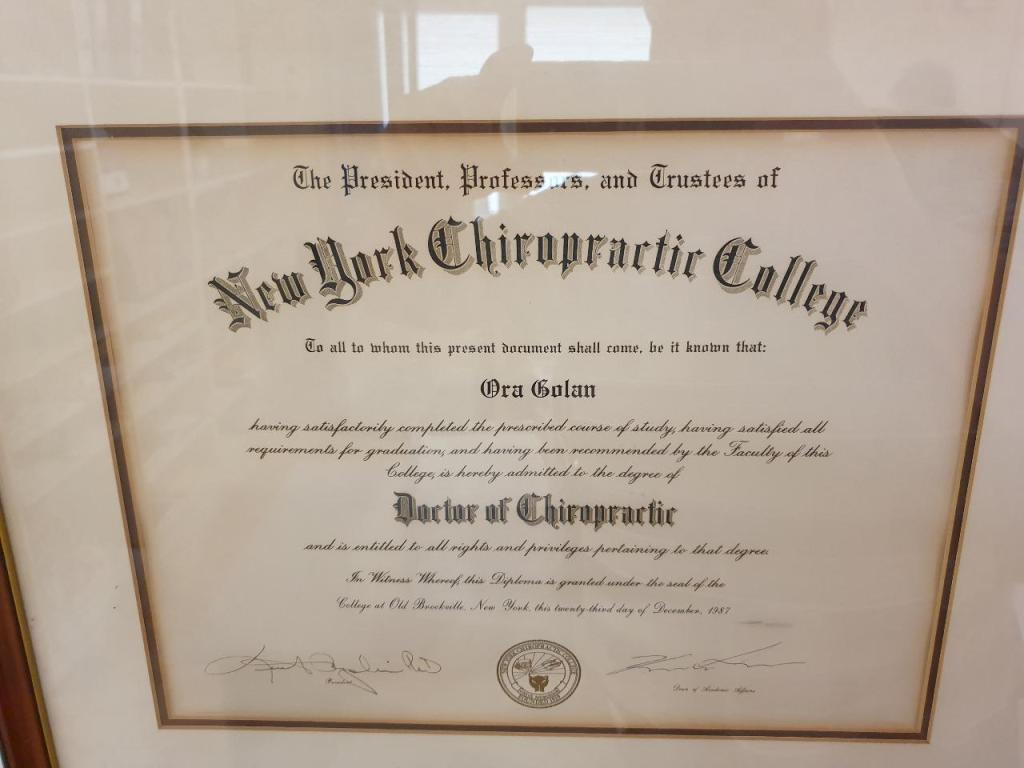 The President, Professors, and Trustees of
New York Chiropractic College
To all to whom this present document shall come, be it known that:
Ora Golan
having satisfactorily completed the prescribed course of study, having satisfied all
requirements for graduation, and having been recommended by the Faculty of this
College, is hereby admitted to the degree of
Doctor of Chiropractic
and is entitled to all rights and privileges pertaining to that degree.
In Witness Whereof, this Diploma is granted under the seal of the
College at Old Brookville, New York, this twenty-third day of December, 1987
President
Dean of Academic Affairs
NEW YORK CHIROPRACTIC COLLEGE